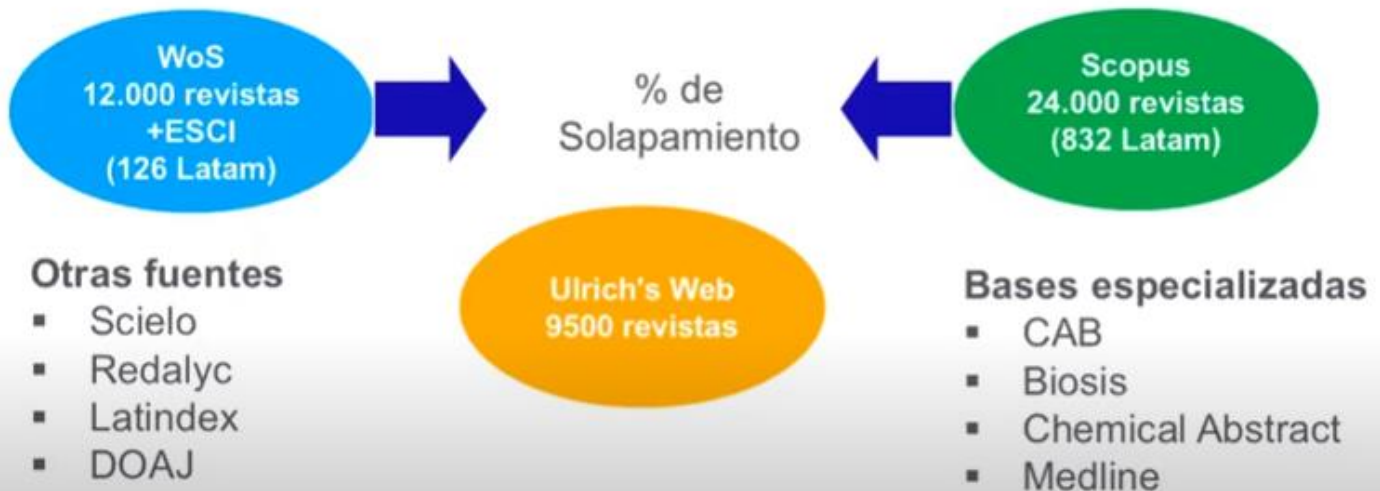 WoS
12.000 revistas
+ESCI
(126 Latam)
% de
Solapamiento
Scopus
24.000 revistas
(832 Latam)
Ulrich's Web
9500 revistas
Otras fuentes
▪ Scielo
▪ Redalyc
▪ Latindex
▪ DOAJ
Bases especializadas
▪ CAB
▪ Biosis
▪ Chemical Abstract
▪ Medline